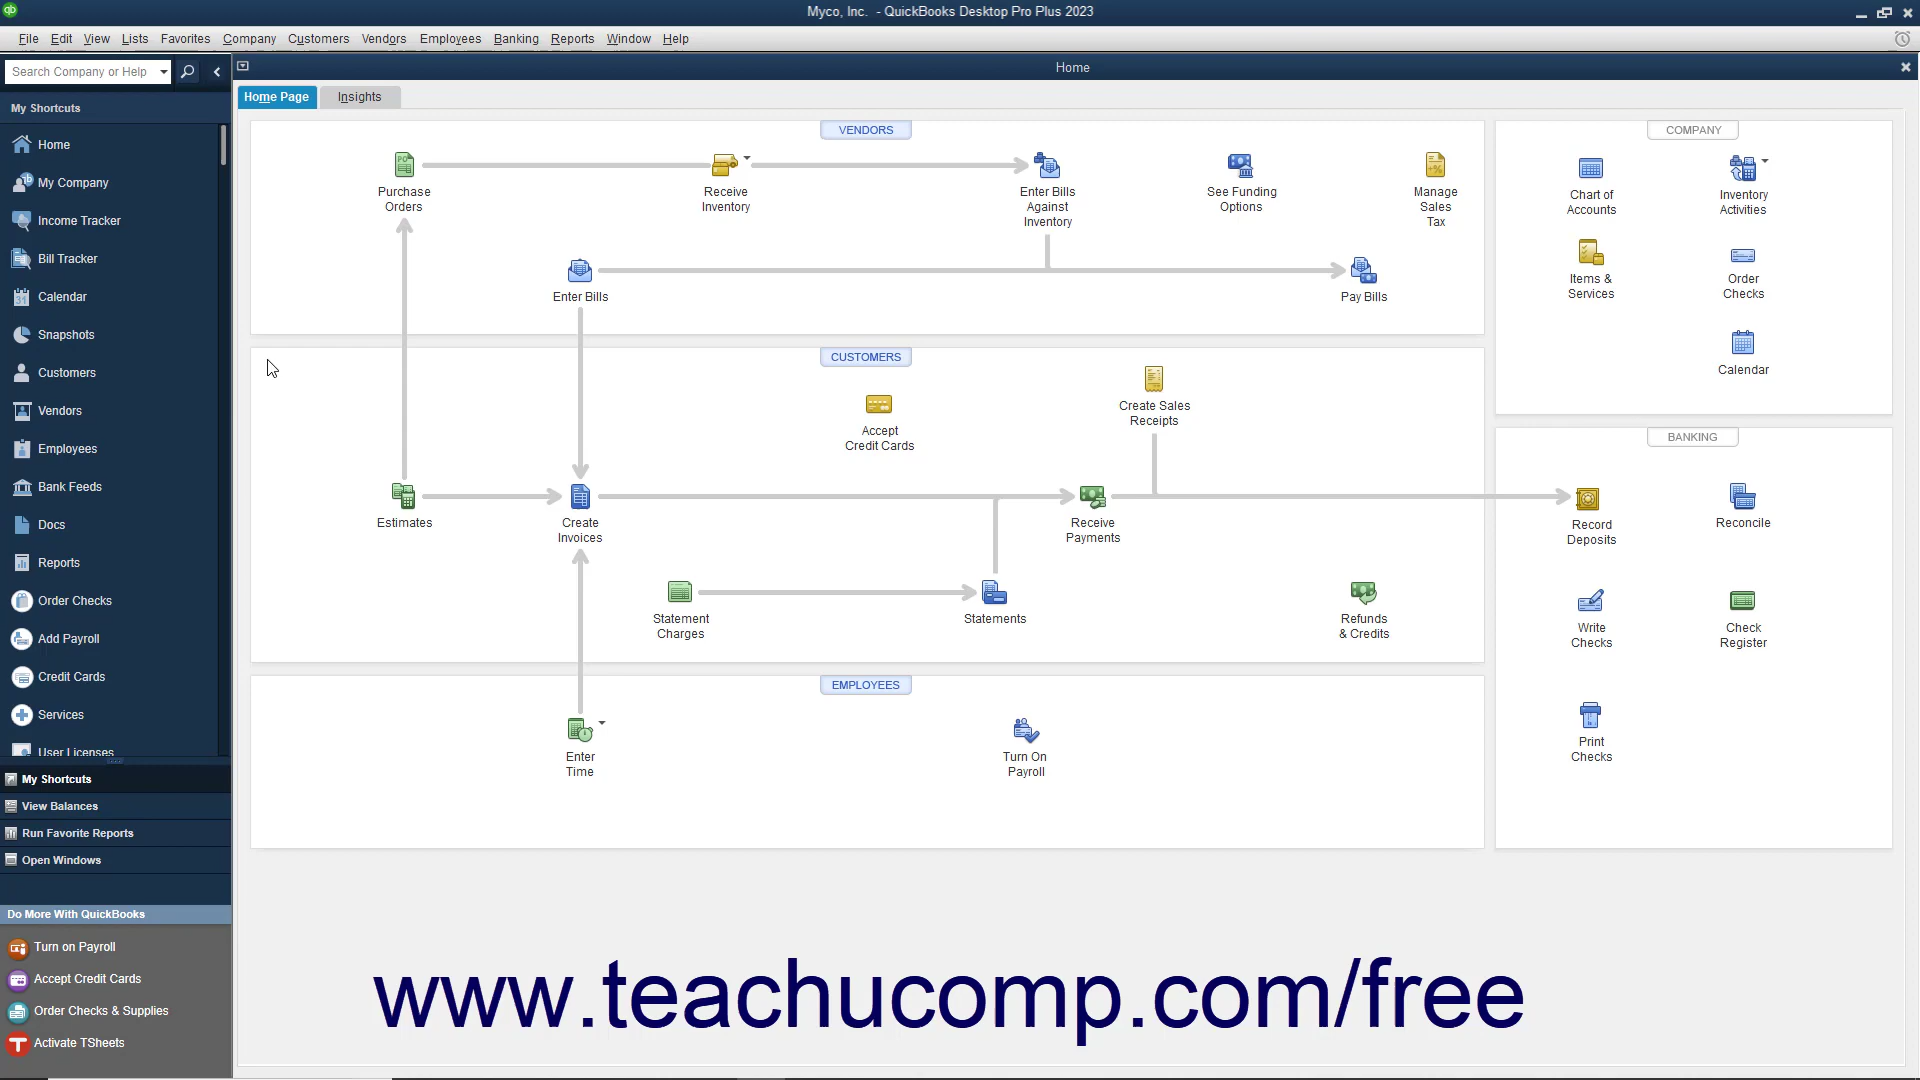 qb
Myco, Inc. - QuickBooks Desktop Pro Plus 2023
File Edit View Lists Favorites Company Customers Vendors Employees Banking Reports Window Help
Search Company or Help
Home
My Shortcuts
Home
My Company
Income Tracker
Bill Tracker
Calendar
Snapshots
Customers
Vendors
Employees
Bank Feeds
Docs
Reports
Order Checks
Add Payroll
Credit Cards
Services
User Licenses
My Shortcuts
View Balances
Run Favorite Reports
Open Windows
Do More With QuickBooks
Turn on Payroll
Accept Credit Cards
Order Checks & Supplies
Activate TSheets
Home Page
Insights
VENDORS
Purchase
Orders
Receive
Inventory
Enter Bills
Against
Inventory
See Funding
Options
Manage
Sales
Tax
Enter Bills
Pay Bills
CUSTOMERS
Create Sales
Receipts
Accept
Credit Cards
Estimates
Create
Invoices
Receive
Payments
Statement
Charges
Statements
Refunds
& Credits
EMPLOYEES
Enter
Time
Turn On
Payroll
COMPANY
Chart of
Accounts
Inventory
Activities
Items &
Services
Order
Checks
Calendar
BANKING
Record
Deposits
Reconcile
Write
Checks
Check
Register
Print
Checks
www.teachucomp.com/free